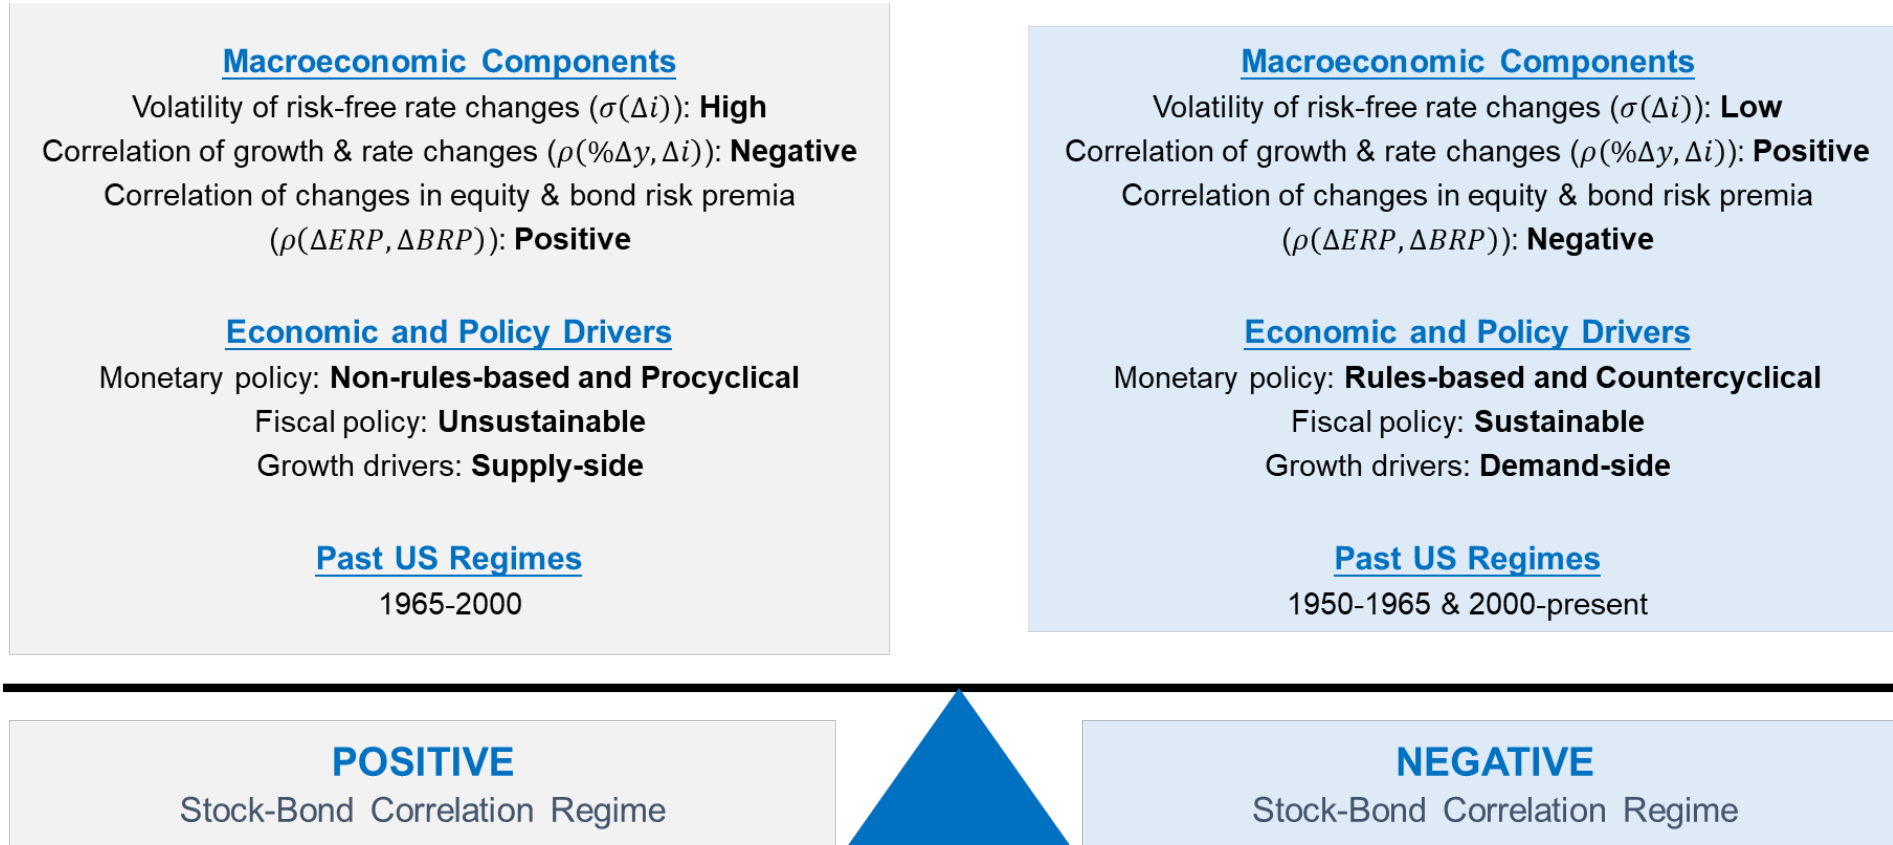 Macroeconomic Components
Volatility of risk-free rate changes (σ(Δi)): High
Correlation of growth & rate changes (ρ(%Δy, Δi)): Negative
Correlation of changes in equity & bond risk premia
(ρ(ΔERP, ΔBRP)): Positive
Economic and Policy Drivers
Monetary policy: Non-rules-based and Procyclical
Fiscal policy: Unsustainable
Growth drivers: Supply-side
Past US Regimes
1965-2000
Macroeconomic Components
Volatility of risk-free rate changes (σ(Δi)): Low
Correlation of growth & rate changes (ρ(%Δy, Δi)): Positive
Correlation of changes in equity & bond risk premia
(ρ(ΔERP, ΔBRP)): Negative
Economic and Policy Drivers
Monetary policy: Rules-based and Countercyclical
Fiscal policy: Sustainable
Growth drivers: Demand-side
Past US Regimes
1950-1965 & 2000-present
POSITIVE
Stock-Bond Correlation Regime
NEGATIVE
Stock-Bond Correlation Regime